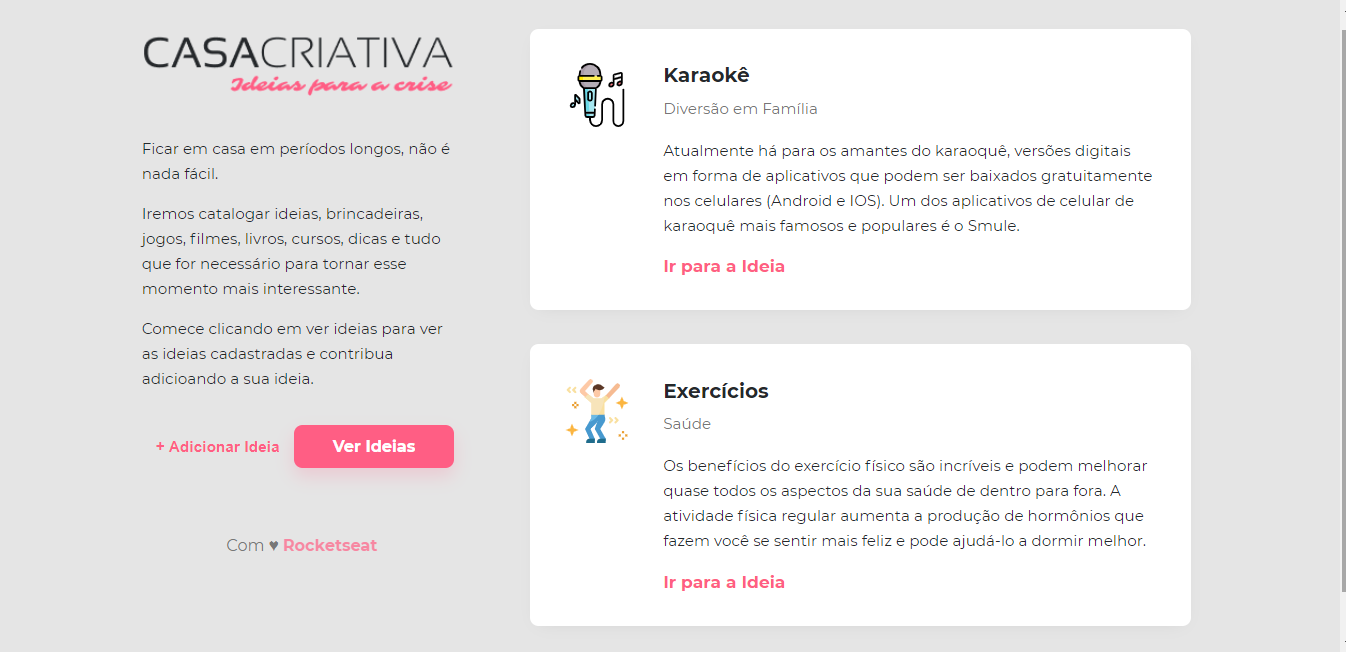 CASACRIATIVA
Ideias para a crise
Ficar em casa em períodos longos, não é
nada fácil.
Iremos catalogar ideias, brincadeiras,
jogos, filmes, livros, cursos, dicas e tudo
que for necessário para tornar esse
momento mais interessante.
Comece clicando em ver ideias para ver
as ideias cadastradas e contribua
adicioando a sua ideia.
+ Adicionar Ideia
Ver Ideias
Com ♥ Rocketseat
Karaokê
Diversão em Família
Atualmente há para os amantes do karaoquê, versões digitais
em forma de aplicativos que podem ser baixados gratuitamente
nos celulares (Android e IOS). Um dos aplicativos de celular de
karaoquê mais famosos e populares é o Smule.
Ir para a Ideia
Exercícios
Saúde
Os benefícios do exercício físico são incríveis e podem melhorar
quase todos os aspectos da sua saúde de dentro para fora. A
atividade física regular aumenta a produção de hormônios que
fazem você se sentir mais feliz e pode ajudá-lo a dormir melhor.
Ir para a Ideia